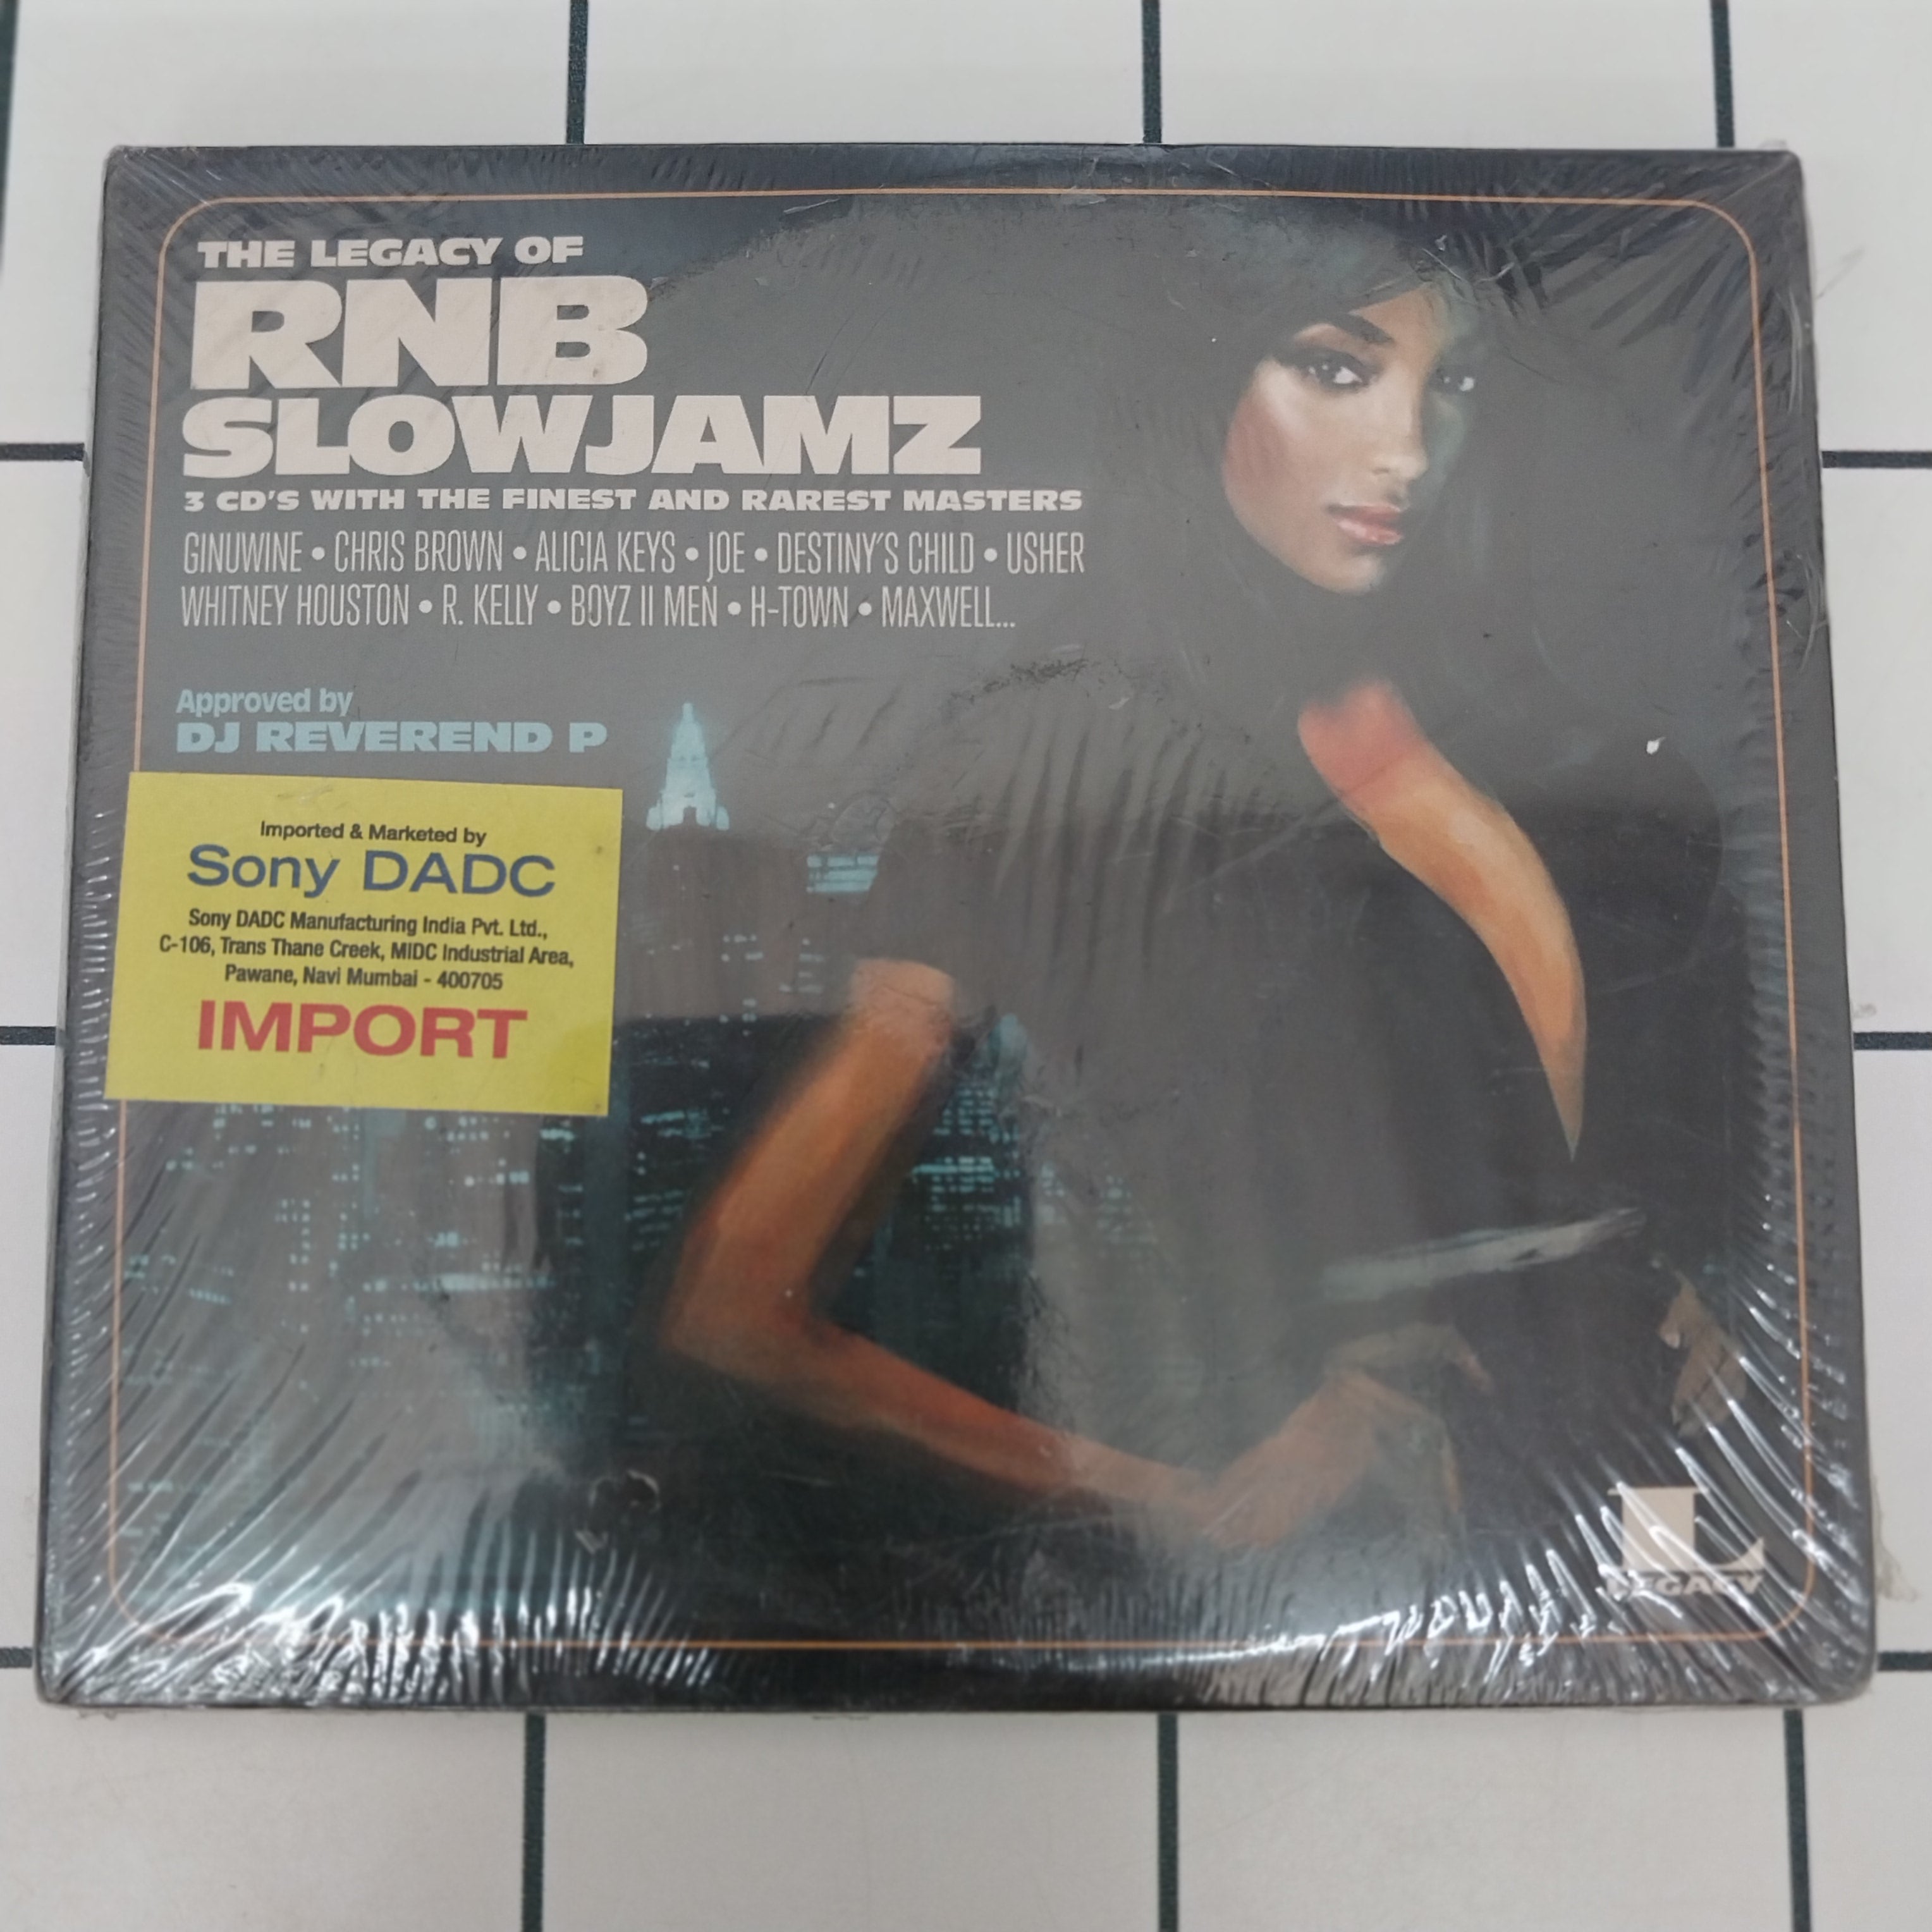 THE LEGACY OF
RNB
SLOWJAMZ
3 CD'S WITH THE FINEST AND RAREST MASTERS
GINUWINE • CHRIS BROWN • ALICIA KEYS • JOE • DESTINY'S CHILD • USHER
WHITNEY HOUSTON • R. KELLY • BOYZ II MEN • H-TOWN • MAXWELL...
Approved by
DJ REVEREND P
Imported & Marketed by
Sony DADC
Sony DADC Manufacturing India Pvt. Ltd.,
C-106, Trans Thane Creek, MIDC Industrial Area,
Pawane, Navi Mumbai - 400705
IMPORT
L
LEGACY